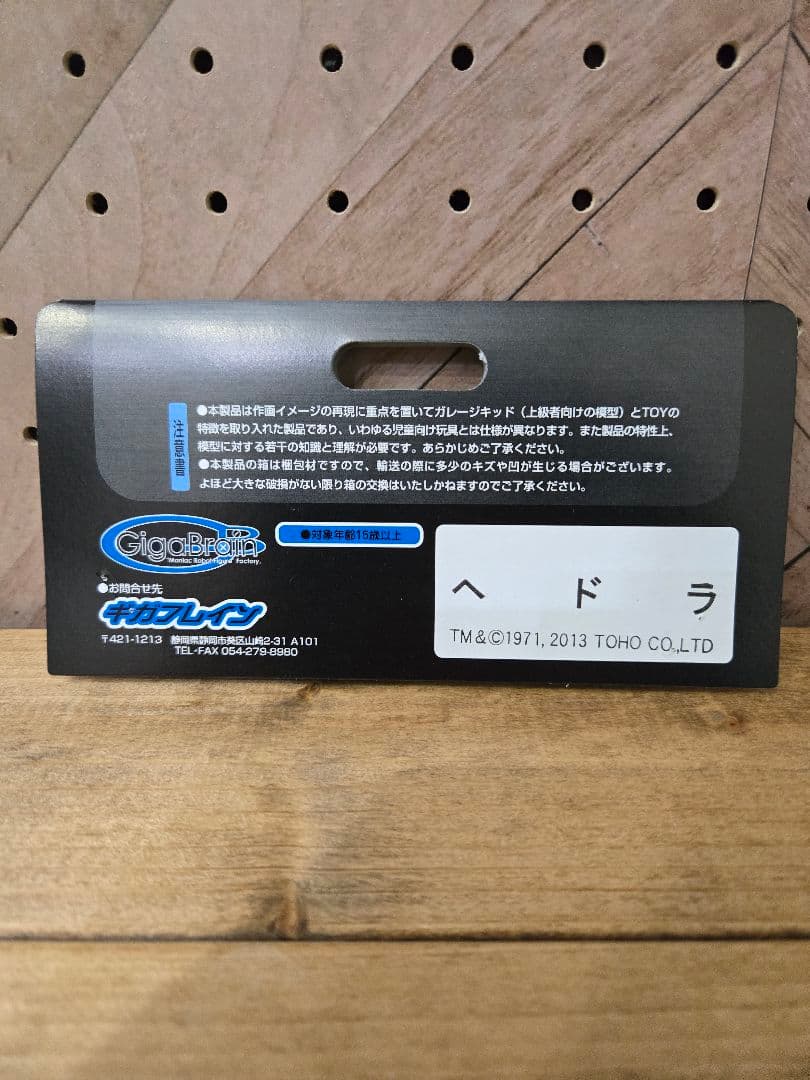 注意書
●本製品は作画イメージの再現に重点を置いてガレージキッド（上級者向けの模型）とTOYの
特徴を取り入れた製品であり、いわゆる児童向け玩具とは仕様が異なります。また製品の特性上、
模型に対する若干の知識と理解が必要です。あらかじめご了承ください。
●本製品の箱は梱包材ですので、輸送の際に多少のキズや凹が生じる場合がございます。
よほど大きな破損がない限り箱の交換はいたしかねますのでご了承ください。
GigaBrain
Maniac Robot Figure Factory.
●対象年齢15歳以上
●お問合せ先
ギガブレイン
〒421-1213 静岡県静岡市葵区山崎2-31 A101
TEL・FAX 054-279-8980
ヘドラ
TM&©1971, 2013 TOHO CO.,LTD